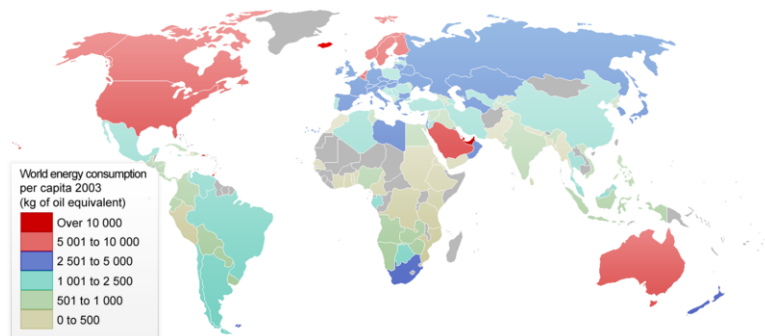 World energy consumption
per capita 2003
(kg of oil equivalent)
Over 10 000
5 001 to 10 000
2 501 to 5 000
1 001 to 2 500
501 to 1 000
0 to 500